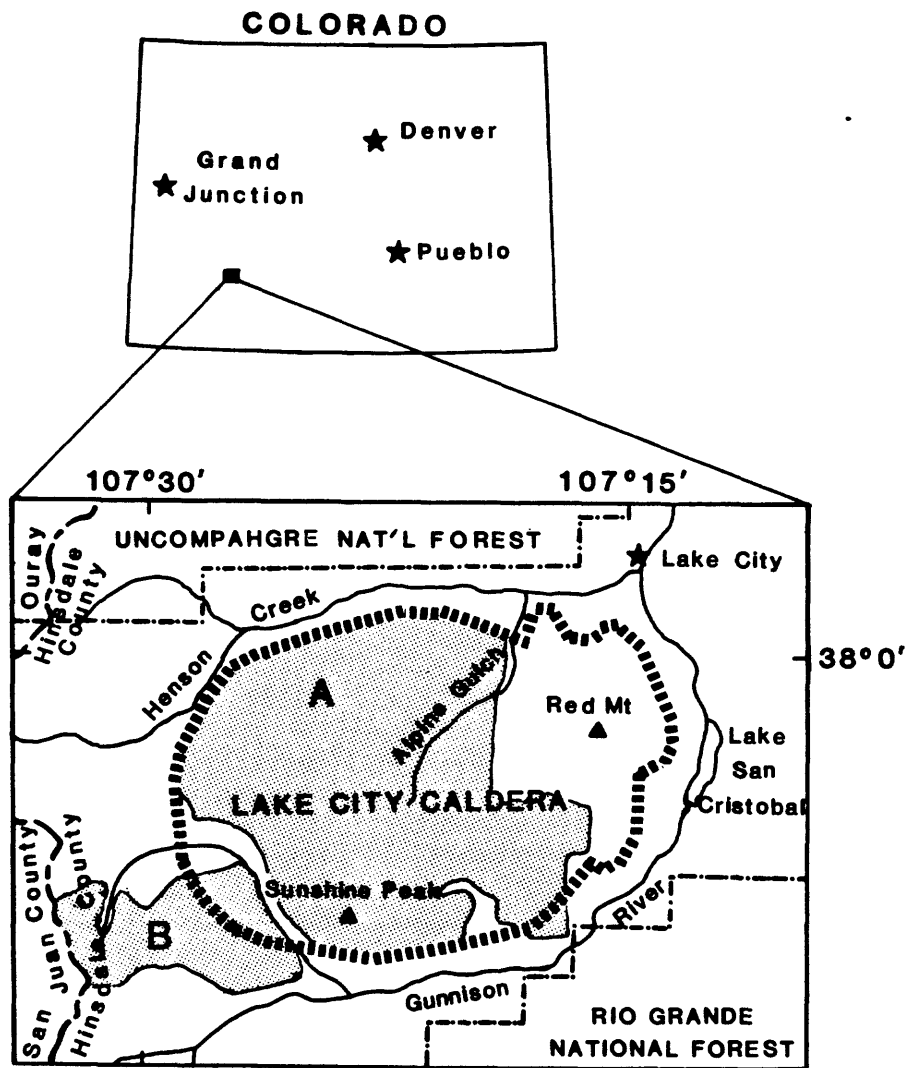 COLORADO
Denver
Grand
Junction
Pueblo
107°30'
107°15'
UNCOMPAHGRE NAT'L FOREST
Lake City
Ouray
Hinsdale
County
Creek
Henson
38°0'
A
Alpine Gulch
Red Mt
Lake
San
Cristobal
LAKE CITY CALDERA
San Juan County
Hinsdale County
Sunshine Peak
B
River
Gunnison
RIO GRANDE
NATIONAL FOREST